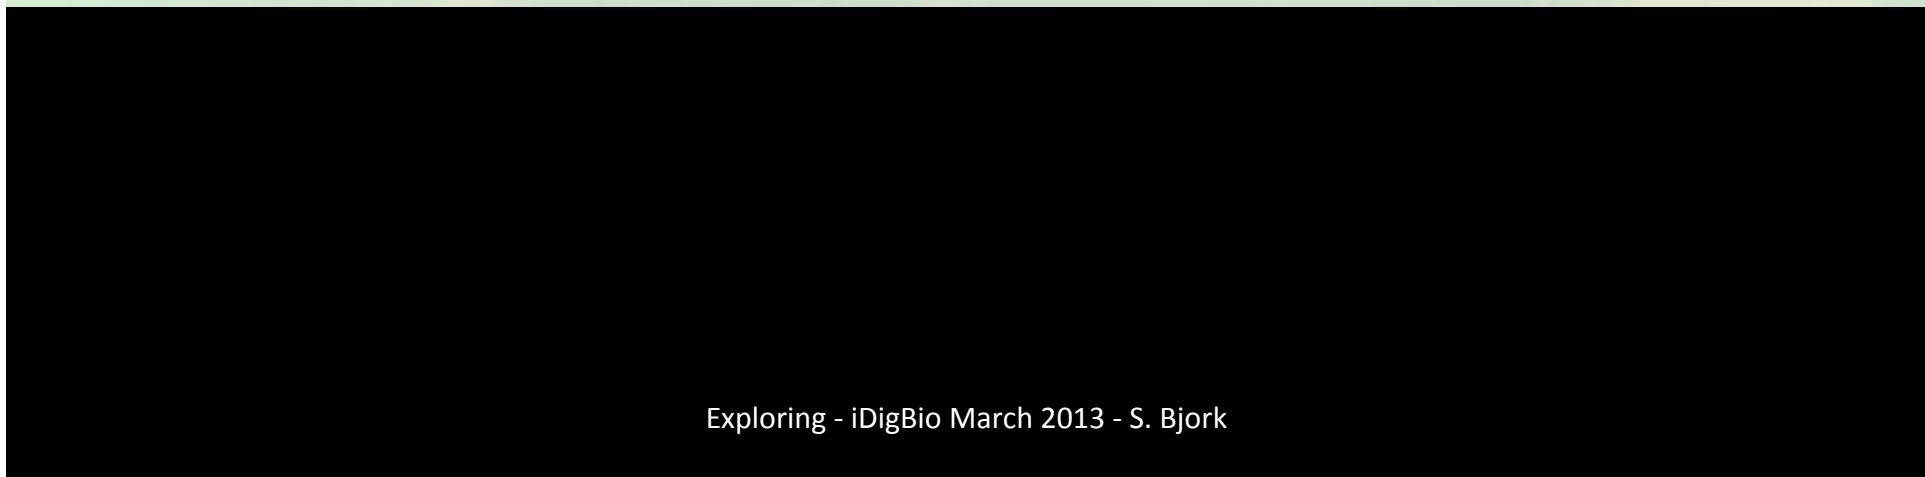 Exploring - iDigBio March 2013 - S. Bjork